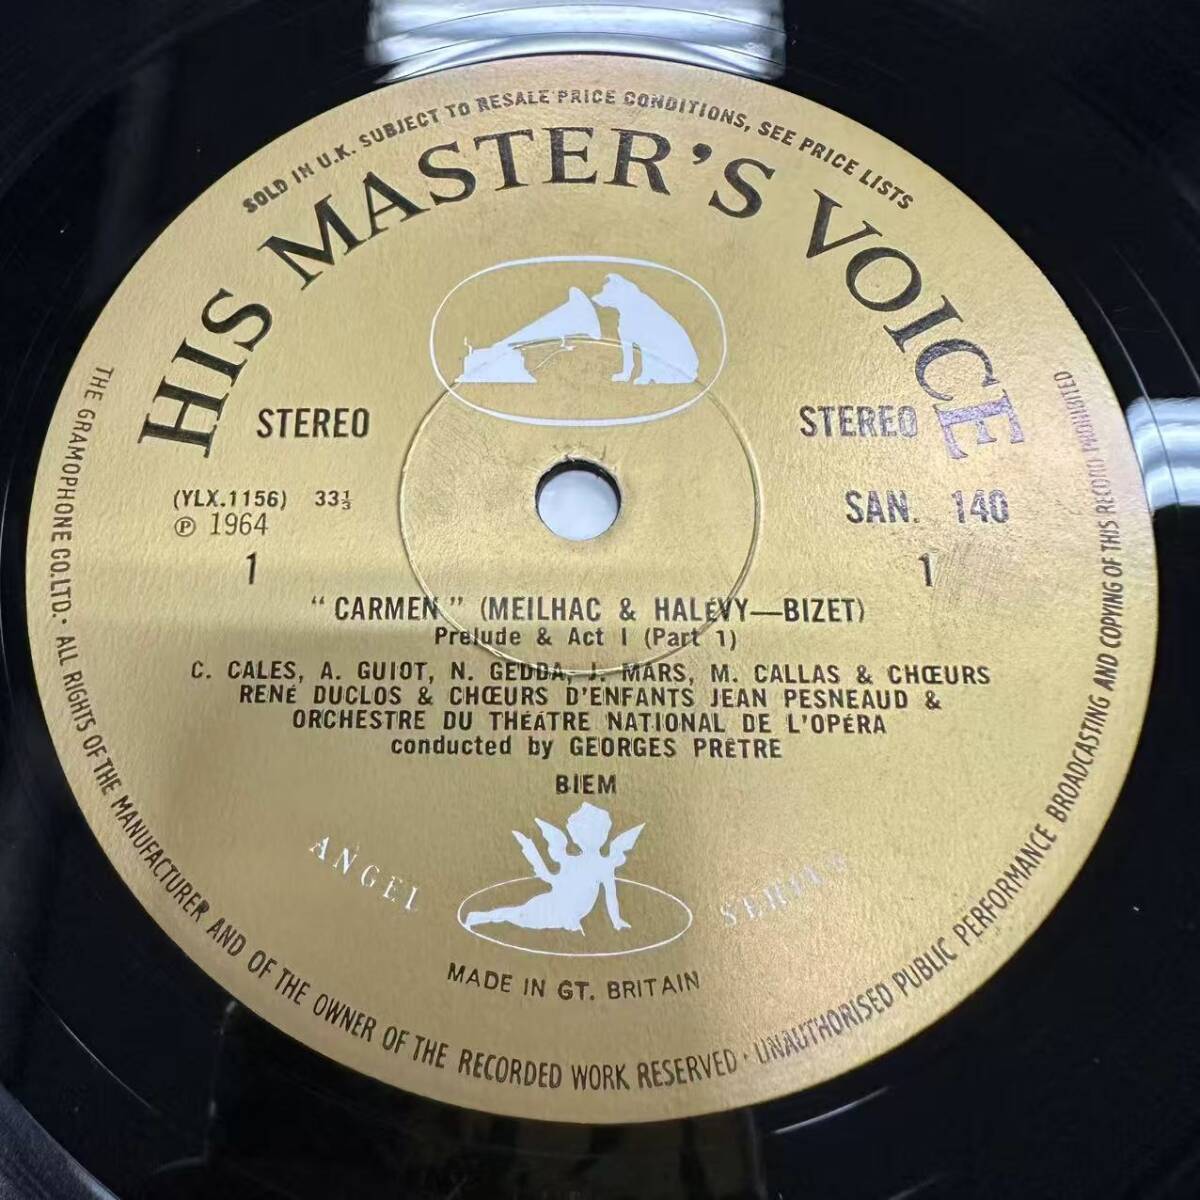 SOLD IN U.K. SUBJECT TO RESALE PRICE CONDITIONS, SEE PRICE LISTS
HIS MASTER'S VOICE
STEREO
STEREO
(YLX.1156) 33⅓
℗ 1964
SAN. 140
1
1
"CARMEN" (MEILHAC & HALÉVY—BIZET)
Prelude & Act I (Part 1)
C. CALES, A. GUIOT, N. GEDDA, J. MARS, M. CALLAS & CHŒURS
RENÉ DUCLOS & CHŒURS D'ENFANTS JEAN PESNEAUD &
ORCHESTRE DU THÉÂTRE NATIONAL DE L'OPÉRA
conducted by GEORGES PRÊTRE
BIEM
ANGEL SERIES
MADE IN GT. BRITAIN
THE GRAMOPHONE CO.LTD. · ALL RIGHTS OF THE MANUFACTURER AND OF THE OWNER OF THE RECORDED WORK RESERVED · UNAUTHORISED PUBLIC PERFORMANCE BROADCASTING AND COPYING OF THIS RECORD PROHIBITED